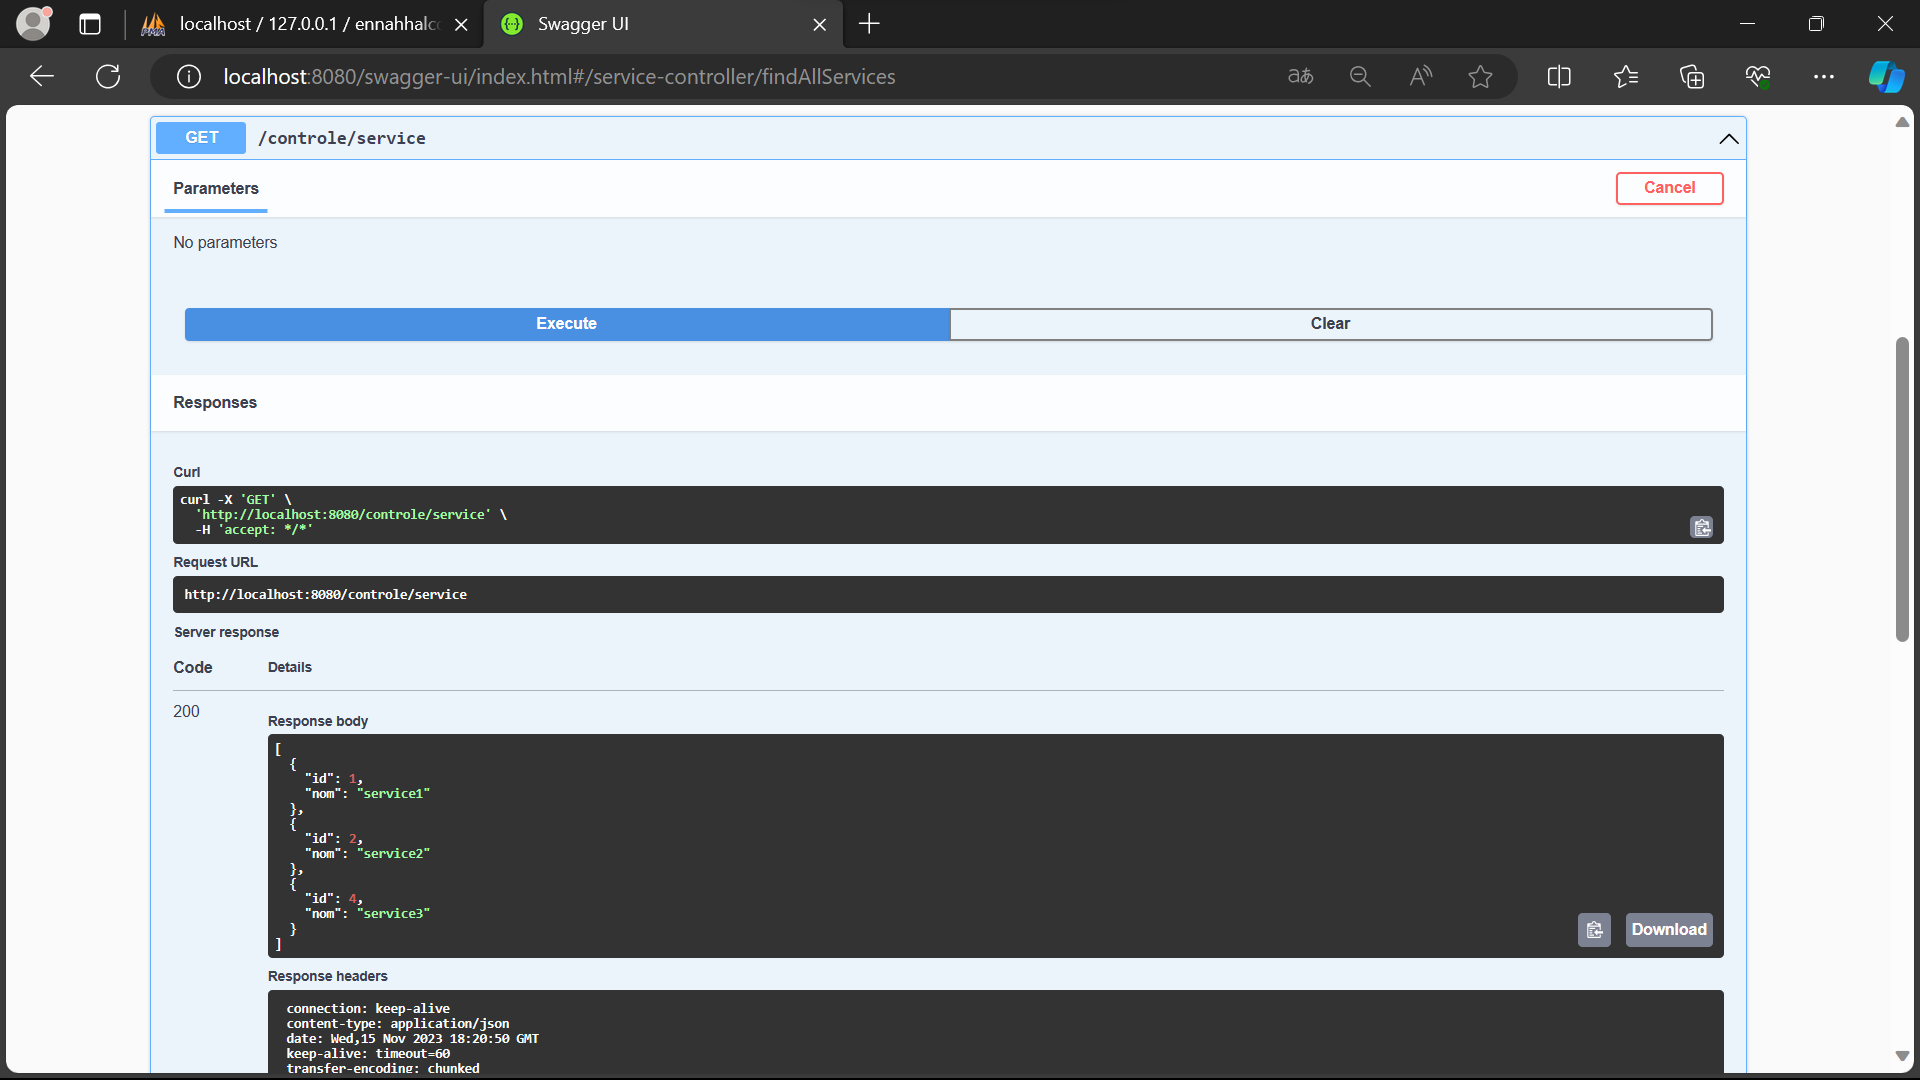 localhost / 127.0.0.1 / ennahhalc
Swagger UI
localhost:8080/swagger-ui/index.html#/service-controller/findAllServices
GET /controle/service
Parameters
Cancel
No parameters
Execute
Clear
Responses
Curl
curl -X 'GET' \
'http://localhost:8080/controle/service' \
-H 'accept: */*'
Request URL
http://localhost:8080/controle/service
Server response
Code Details
200
Response body
[
{
"id": 1,
"nom": "service1"
},
{
"id": 2,
"nom": "service2"
},
{
"id": 4,
"nom": "service3"
}
]
Download
Response headers
connection: keep-alive
content-type: application/json
date: Wed,15 Nov 2023 18:20:50 GMT
keep-alive: timeout=60
transfer-encoding: chunked